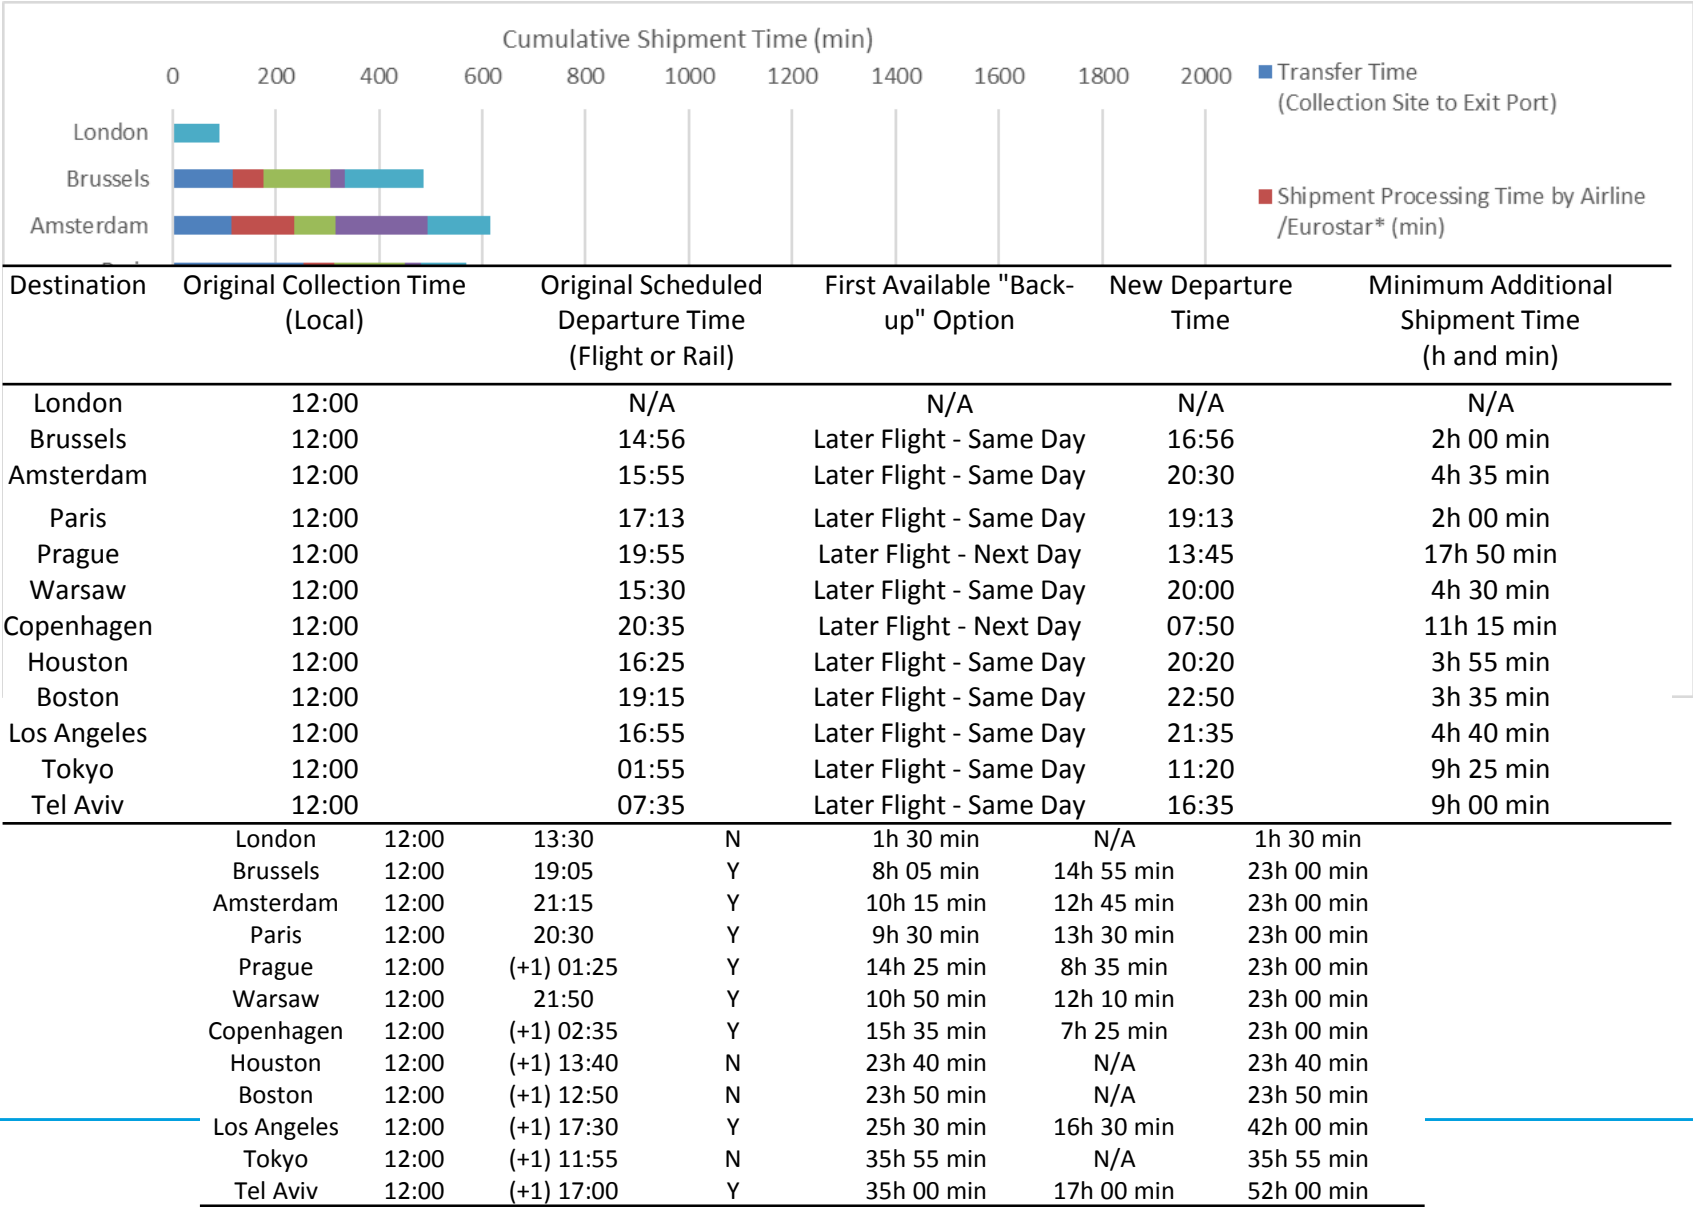 Cumulative Shipment Time (min)
0 200 400 600 800 1000 1200 1400 1600 1800 2000
Transfer Time
(Collection Site to Exit Port)
London
Brussels
Shipment Processing Time by Airline
/Eurostar* (min)
Amsterdam
Destination Original Collection Time Original Scheduled First Available "Back- New Departure Minimum Additional
(Local) Departure Time up" Option Time Shipment Time
(Flight or Rail) (h and min)
London 12:00 N/A N/A N/A N/A
Brussels 12:00 14:56 Later Flight - Same Day 16:56 2h 00 min
Amsterdam 12:00 15:55 Later Flight - Same Day 20:30 4h 35 min
Paris 12:00 17:13 Later Flight - Same Day 19:13 2h 00 min
Prague 12:00 19:55 Later Flight - Next Day 13:45 17h 50 min
Warsaw 12:00 15:30 Later Flight - Same Day 20:00 4h 30 min
Copenhagen 12:00 20:35 Later Flight - Next Day 07:50 11h 15 min
Houston 12:00 16:25 Later Flight - Same Day 20:20 3h 55 min
Boston 12:00 19:15 Later Flight - Same Day 22:50 3h 35 min
Los Angeles 12:00 16:55 Later Flight - Same Day 21:35 4h 40 min
Tokyo 12:00 01:55 Later Flight - Same Day 11:20 9h 25 min
Tel Aviv 12:00 07:35 Later Flight - Same Day 16:35 9h 00 min
London 12:00 13:30 N 1h 30 min N/A 1h 30 min
Brussels 12:00 19:05 Y 8h 05 min 14h 55 min 23h 00 min
Amsterdam 12:00 21:15 Y 10h 15 min 12h 45 min 23h 00 min
Paris 12:00 20:30 Y 9h 30 min 13h 30 min 23h 00 min
Prague 12:00 (+1) 01:25 Y 14h 25 min 8h 35 min 23h 00 min
Warsaw 12:00 21:50 Y 10h 50 min 12h 10 min 23h 00 min
Copenhagen 12:00 (+1) 02:35 Y 15h 35 min 7h 25 min 23h 00 min
Houston 12:00 (+1) 13:40 N 23h 40 min N/A 23h 40 min
Boston 12:00 (+1) 12:50 N 23h 50 min N/A 23h 50 min
Los Angeles 12:00 (+1) 17:30 Y 25h 30 min 16h 30 min 42h 00 min
Tokyo 12:00 (+1) 11:55 N 35h 55 min N/A 35h 55 min
Tel Aviv 12:00 (+1) 17:00 Y 35h 00 min 17h 00 min 52h 00 min